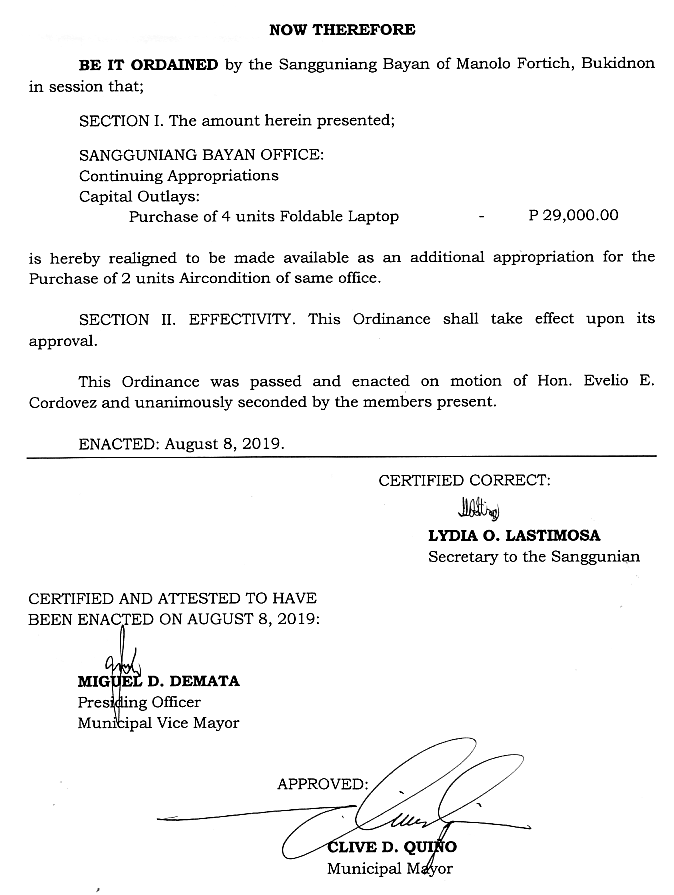 NOW THEREFORE
BE IT ORDAINED by the Sangguniang Bayan of Manolo Fortich, Bukidnon
in session that;
SECTION I. The amount herein presented;
SANGGUNIANG BAYAN OFFICE:
Continuing Appropriations
Capital Outlays:
Purchase of 4 units Foldable Laptop - P 29,000.00
is hereby realigned to be made available as an additional appropriation for the
Purchase of 2 units Aircondition of same office.
SECTION II. EFFECTIVITY. This Ordinance shall take effect upon its
approval.
This Ordinance was passed and enacted on motion of Hon. Evelio E.
Cordovez and unanimously seconded by the members present.
ENACTED: August 8, 2019.
CERTIFIED CORRECT:
LYDIA O. LASTIMOSA
Secretary to the Sanggunian
CERTIFIED AND ATTESTED TO HAVE
BEEN ENACTED ON AUGUST 8, 2019:
MIGUEL D. DEMATA
Presiding Officer
Municipal Vice Mayor
APPROVED:
CLIVE D. QUIÑO
Municipal Mayor